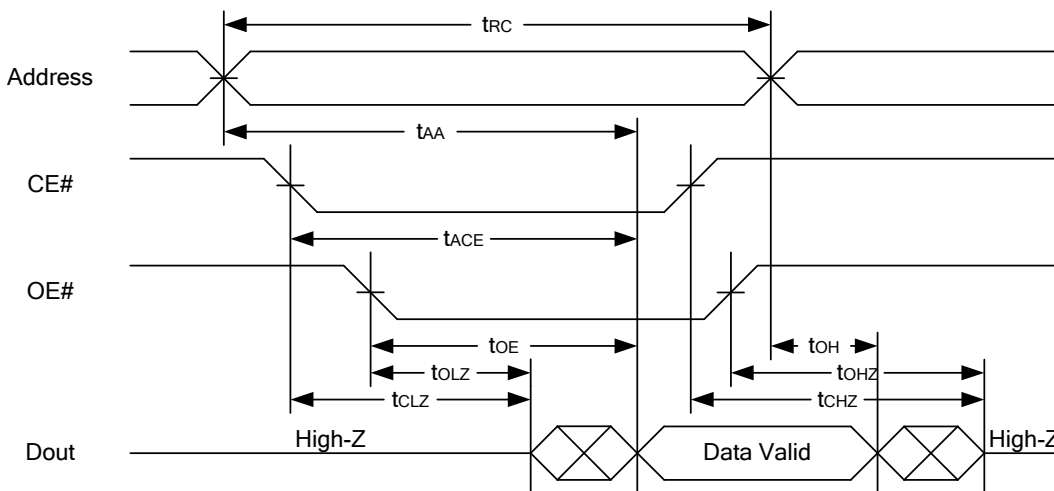 tRC
Address
tAA
CE#
tACE
OE#
tOE
tOH
tOLZ
tOHZ
tCLZ
tCHZ
High-Z
High-Z
Dout
Data Valid